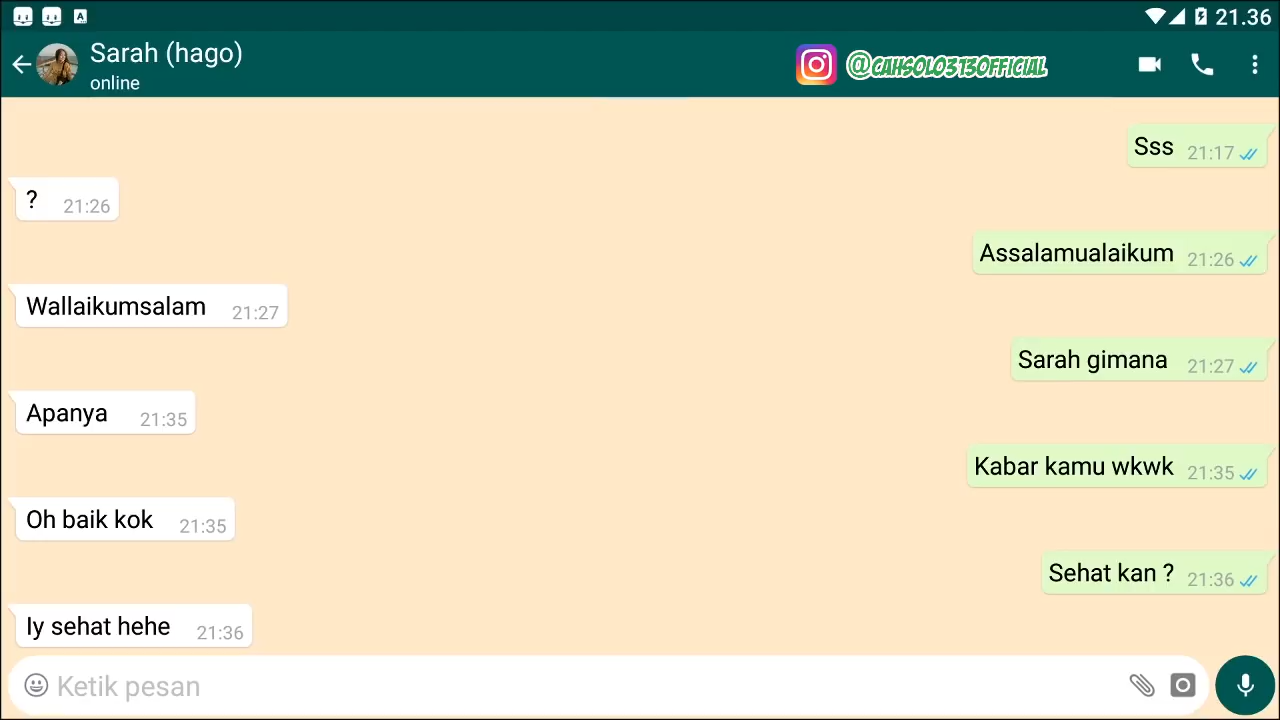 A
21.36
Sarah (hago)
online
@CAHSOLO313OFFICIAL
Sss 21:17
? 21:26
Assalamualaikum 21:26
Wallaikumsalam 21:27
Sarah gimana 21:27
Apanya 21:35
Kabar kamu wkwk 21:35
Oh baik kok 21:35
Sehat kan ? 21:36
Iy sehat hehe 21:36
Ketik pesan